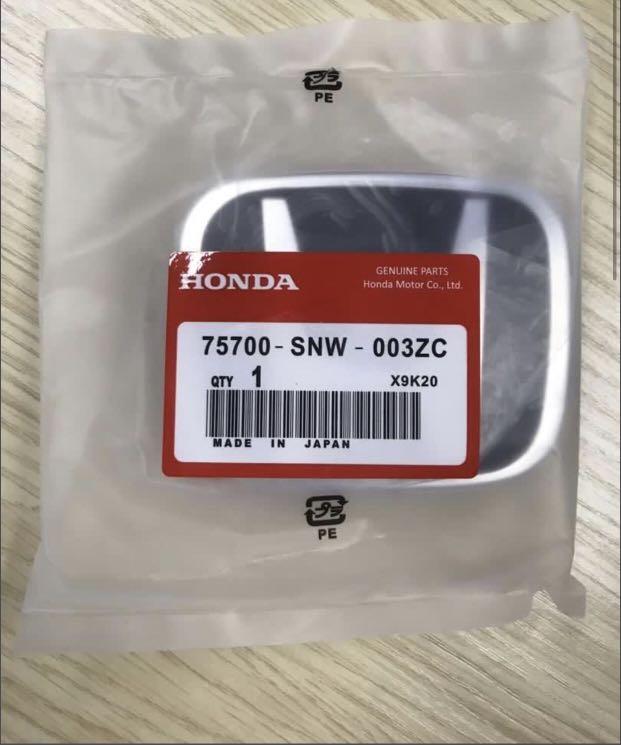 プラ
PE
HONDA
GENUINE PARTS
Honda Motor Co., Ltd.
75700 - SNW - 003ZC
QTY 1 X9K20
MADE IN JAPAN
プラ
PE